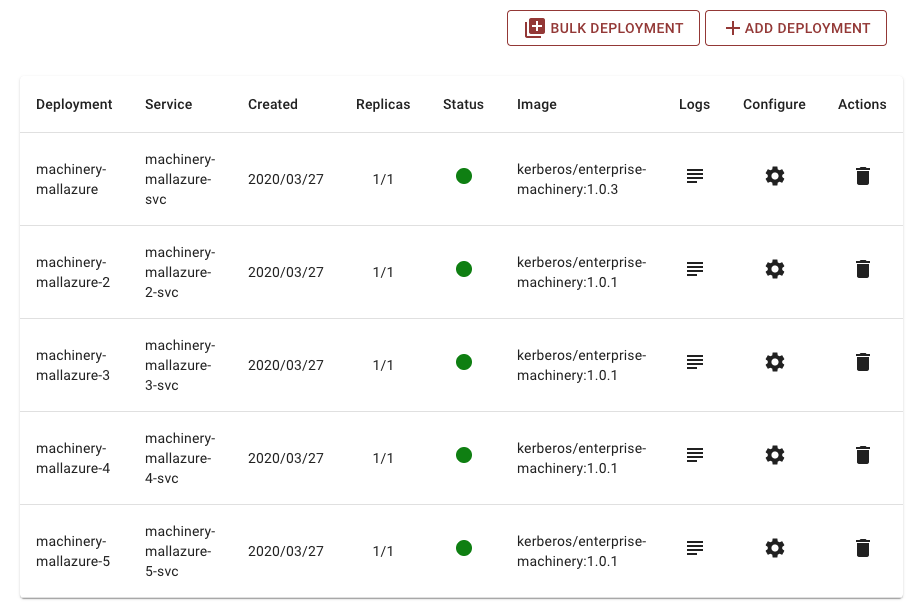 BULK DEPLOYMENT ADD DEPLOYMENT
Deployment Service Created Replicas Status Image Logs Configure Actions
machinery-
mallazure
machinery-
mallazure-
svc
2020/03/27
1/1
kerberos/enterprise-
machinery:1.0.3
machinery-
mallazure-2
machinery-
mallazure-
2-svc
2020/03/27
1/1
kerberos/enterprise-
machinery:1.0.1
machinery-
mallazure-3
machinery-
mallazure-
3-svc
2020/03/27
1/1
kerberos/enterprise-
machinery:1.0.1
machinery-
mallazure-4
machinery-
mallazure-
4-svc
2020/03/27
1/1
kerberos/enterprise-
machinery:1.0.1
machinery-
mallazure-5
machinery-
mallazure-
5-svc
2020/03/27
1/1
kerberos/enterprise-
machinery:1.0.1